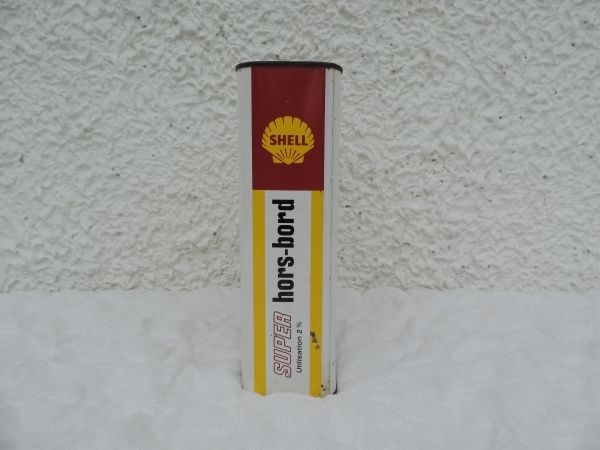 SHELL
SUPER hors-bord
Utilisation 2 %